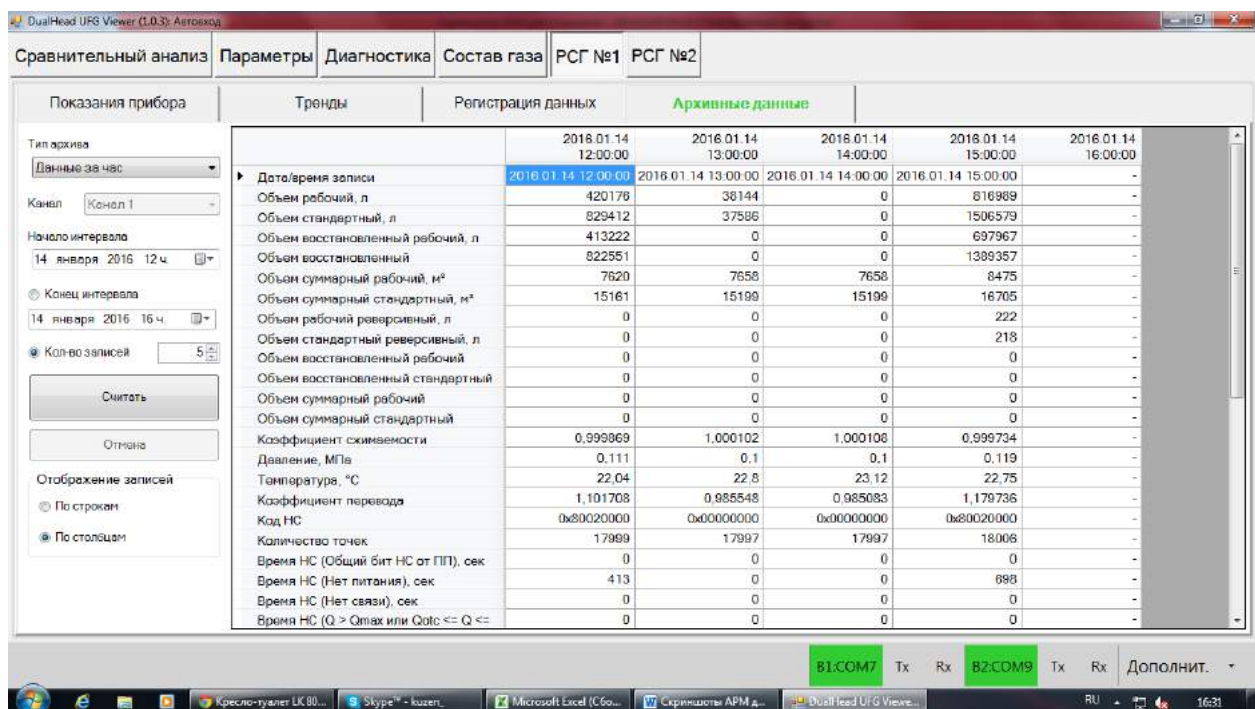 DualHead UFG Viewer (1.0.3): Автовход
Сравнительный анализ Параметры Диагностика Состав газа РСГ №1 РСГ №2
Показания прибора Тренды Регистрация данных Архивные данные
Тип архива
Данные за час
Канал Канал 1
Начало интервала
14 января 2016 12 ч.
Конец интервала
14 января 2016 16 ч.
Кол-во записей 5
Считать
Отмена
Отображение записей
По строкам
По столбцам
2016.01.14 12:00:00 2016.01.14 13:00:00 2016.01.14 14:00:00 2016.01.14 15:00:00 2016.01.14 16:00:00
Дата/время записи 2016.01.14 12:00:00 2016.01.14 13:00:00 2016.01.14 14:00:00 2016.01.14 15:00:00 -
Объем рабочий, л 420176 38144 0 816989 -
Объем стандартный, л 829412 37586 0 1506579 -
Объем восстановленный рабочий, л 413222 0 0 697967 -
Объем восстановленный 822551 0 0 1389357 -
Объем суммарный рабочий, м³ 7620 7658 7658 8475 -
Объем суммарный стандартный, м³ 15161 15199 15199 16705 -
Объем рабочий реверсивный, л 0 0 0 222 -
Объем стандартный реверсивный, л 0 0 0 218 -
Объем восстановленный рабочий 0 0 0 0 -
Объем восстановленный стандартный 0 0 0 0 -
Объем суммарный рабочий 0 0 0 0 -
Объем суммарный стандартный 0 0 0 0 -
Коэффициент сжимаемости 0,999869 1,000102 1,000108 0,999734 -
Давление, МПа 0,111 0,1 0,1 0,119 -
Температура, °C 22,04 22,8 23,12 22,75 -
Коэффициент перевода 1,101708 0,985548 0,985083 1,179736 -
Код НС 0x80020000 0x00000000 0x00000000 0x80020000 -
Количество точек 17999 17997 17997 18006 -
Время НС (Общий бит НС от ПП), сек 0 0 0 0 -
Время НС (Нет питания), сек 413 0 0 698 -
Время НС (Нет связи), сек 0 0 0 0 -
Время НС (Q > Qmax или Qotc <= Q <= 0 0 0 0 -
B1:COM7 Tx Rx B2:COM9 Tx Rx Дополнит.
Кресло-туалет LK 80... Skype™ - kuzen_ Microsoft Excel (Сбо... Скриншоты АРМ д... DualHead UFG Viewe... RU 16:31